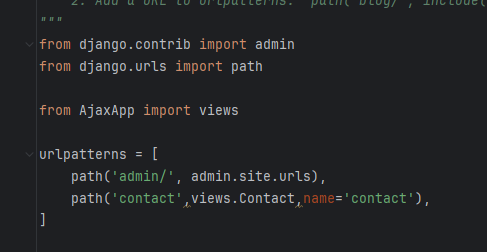 2. Add a URL to urlpatterns: path('blog/', include(
"""
from django.contrib import admin
from django.urls import path
from AjaxApp import views
urlpatterns = [
path('admin/', admin.site.urls),
path('contact',views.Contact,name='contact'),
]